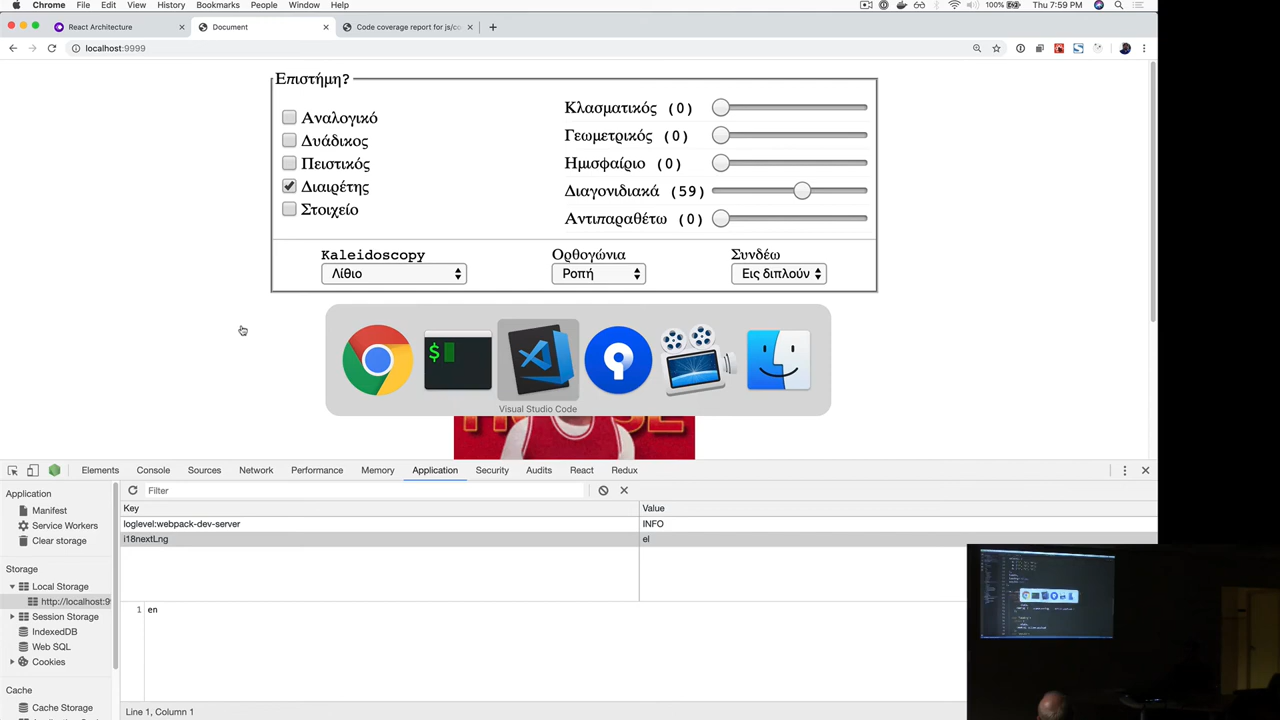 Chrome File Edit View History Bookmarks People Window Help 100% Thu 7:59 PM
React Architecture × Document × Code coverage report for js/co × +
localhost:9999
Επιστήμη?
Αναλογικό
Δυάδικος
Πειστικός
Διαιρέτης
Στοιχείο
Κλασματικός (0)
Γεωμετρικός (0)
Ημισφαίριο (0)
Διαγονιδιακά (59)
Αντιπαραθέτω (0)
Kaleidoscopy Ορθογώνια Συνδέω
Λίθιο Ροπή Εις διπλούν
$
Visual Studio Code
Elements Console Sources Network Performance Memory Application Security Audits React Redux
Application
Manifest
Service Workers
Clear storage
Storage
Local Storage
http://localhost:9
Session Storage
IndexedDB
Web SQL
Cookies
Cache
Cache Storage
Filter
Key Value
loglevel:webpack-dev-server INFO
i18nextLng el
1 en
Line 1, Column 1